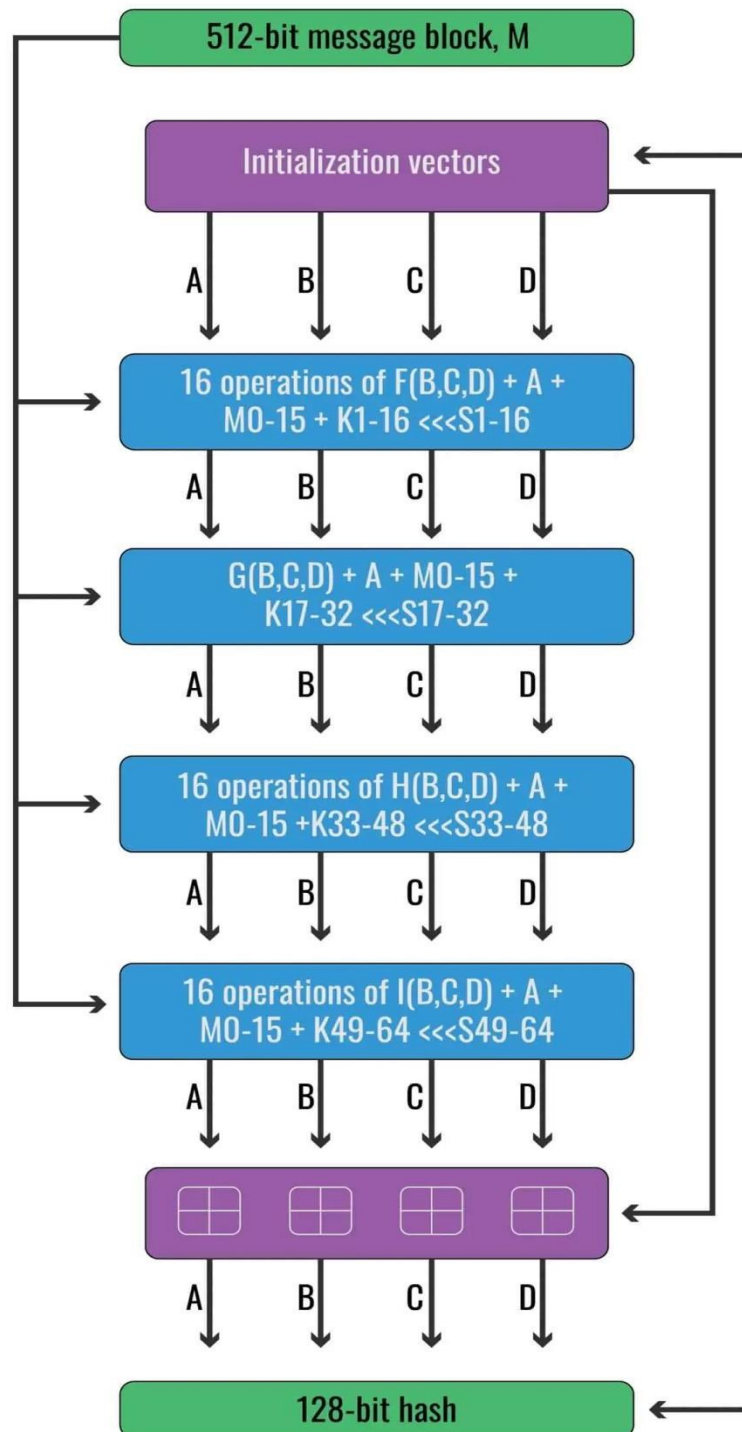 512-bit message block, M
Initialization vectors
A B C D
16 operations of F(B,C,D) + A +
M0-15 + K1-16 <<<S1-16
A B C D
G(B,C,D) + A + M0-15 +
K17-32 <<<S17-32
A B C D
16 operations of H(B,C,D) + A +
M0-15 +K33-48 <<<S33-48
A B C D
16 operations of I(B,C,D) + A +
M0-15 + K49-64 <<<S49-64
A B C D
A B C D
128-bit hash